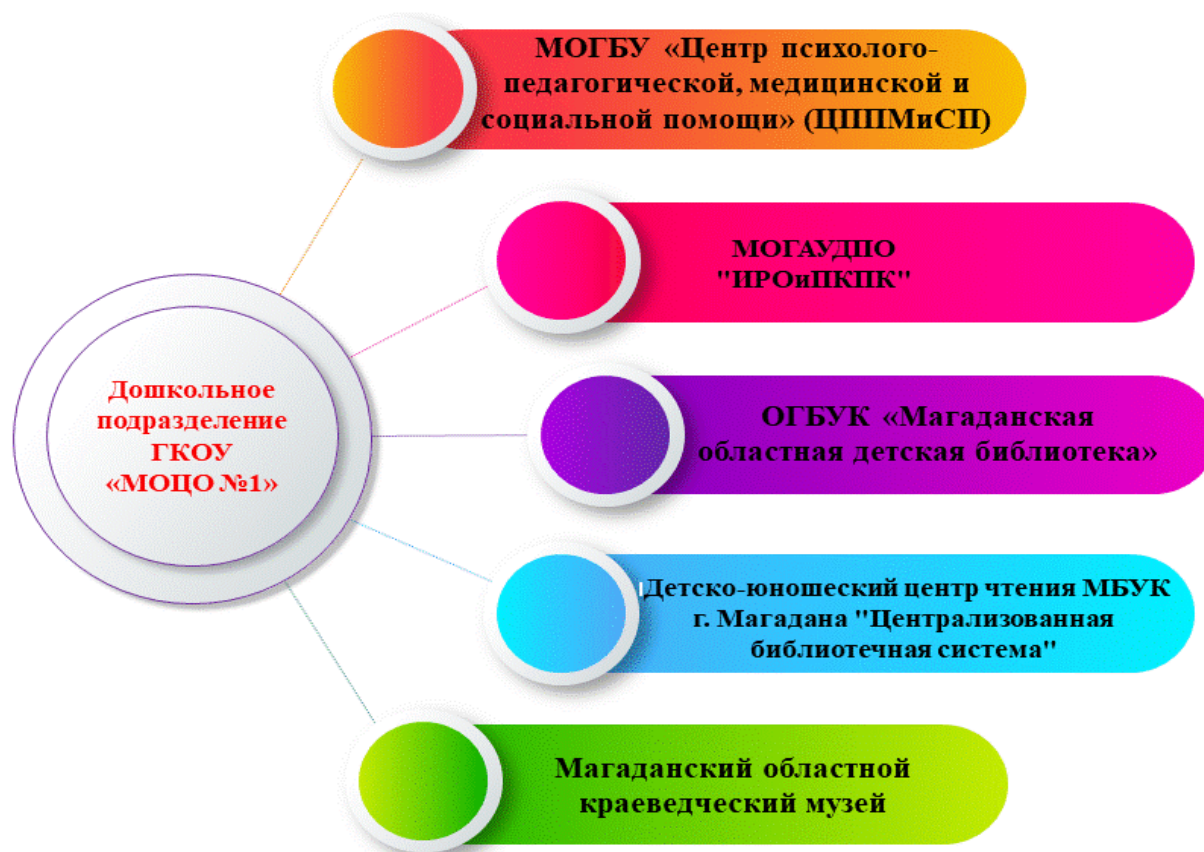 МОГБУ «Центр психолого-
педагогической, медицинской и
социальной помощи» (ЦППМиСП)
МОГАУДПО
"ИРОиПКПК"
Дошкольное
подразделение
ГКОУ
«МОЦО №1»
ОГБУК «Магаданская
областная детская библиотека»
Детско-юношеский центр чтения МБУК
г. Магадана "Централизованная
библиотечная система"
Магаданский областной
краеведческий музей